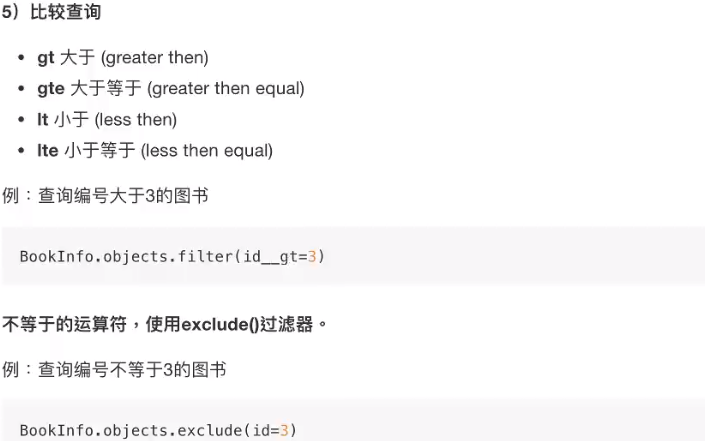 5）比较查询
• gt 大于 (greater then)
• gte 大于等于 (greater then equal)
• lt 小于 (less then)
• lte 小于等于 (less then equal)
例：查询编号大于3的图书
BookInfo.objects.filter(id__gt=3)
不等于的运算符，使用exclude()过滤器。
例：查询编号不等于3的图书
BookInfo.objects.exclude(id=3)